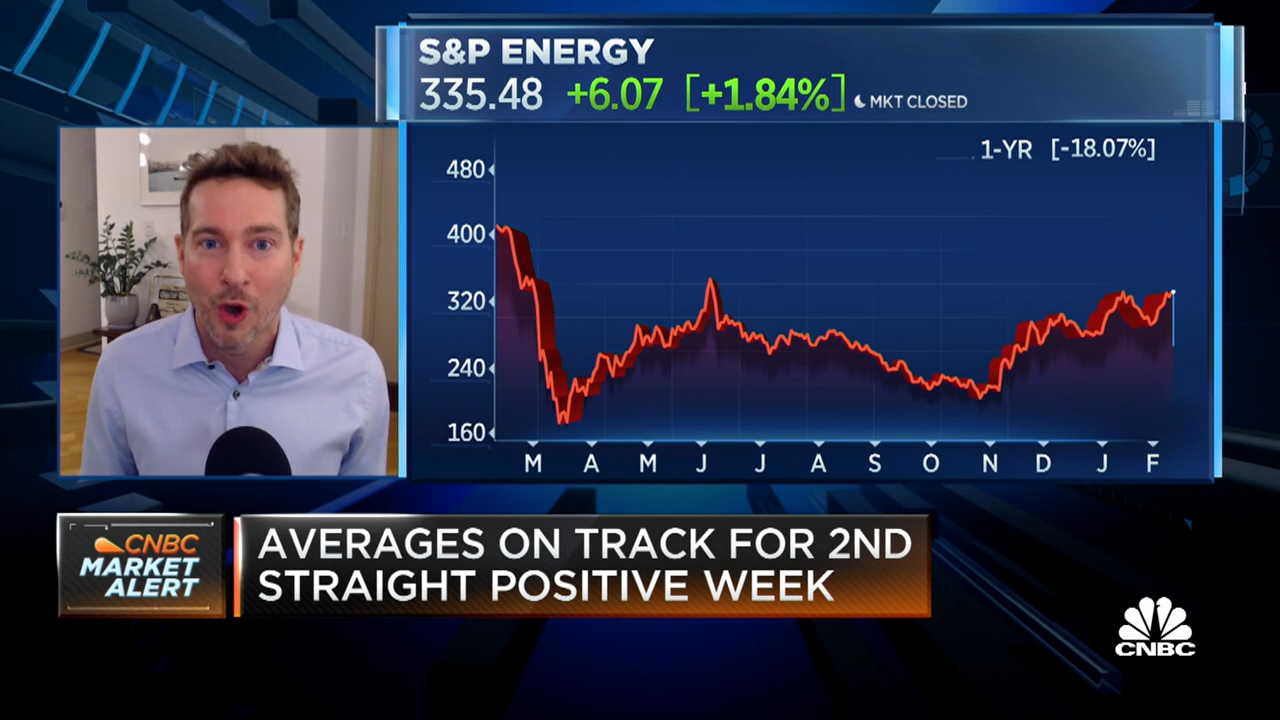 S&P ENERGY
335.48 +6.07 [+1.84%] MKT CLOSED
1-YR [-18.07%]
480
400
320
240
160
M A M J J A S O N D J F
CNBC
MARKET
ALERT
AVERAGES ON TRACK FOR 2ND
STRAIGHT POSITIVE WEEK
CNBC